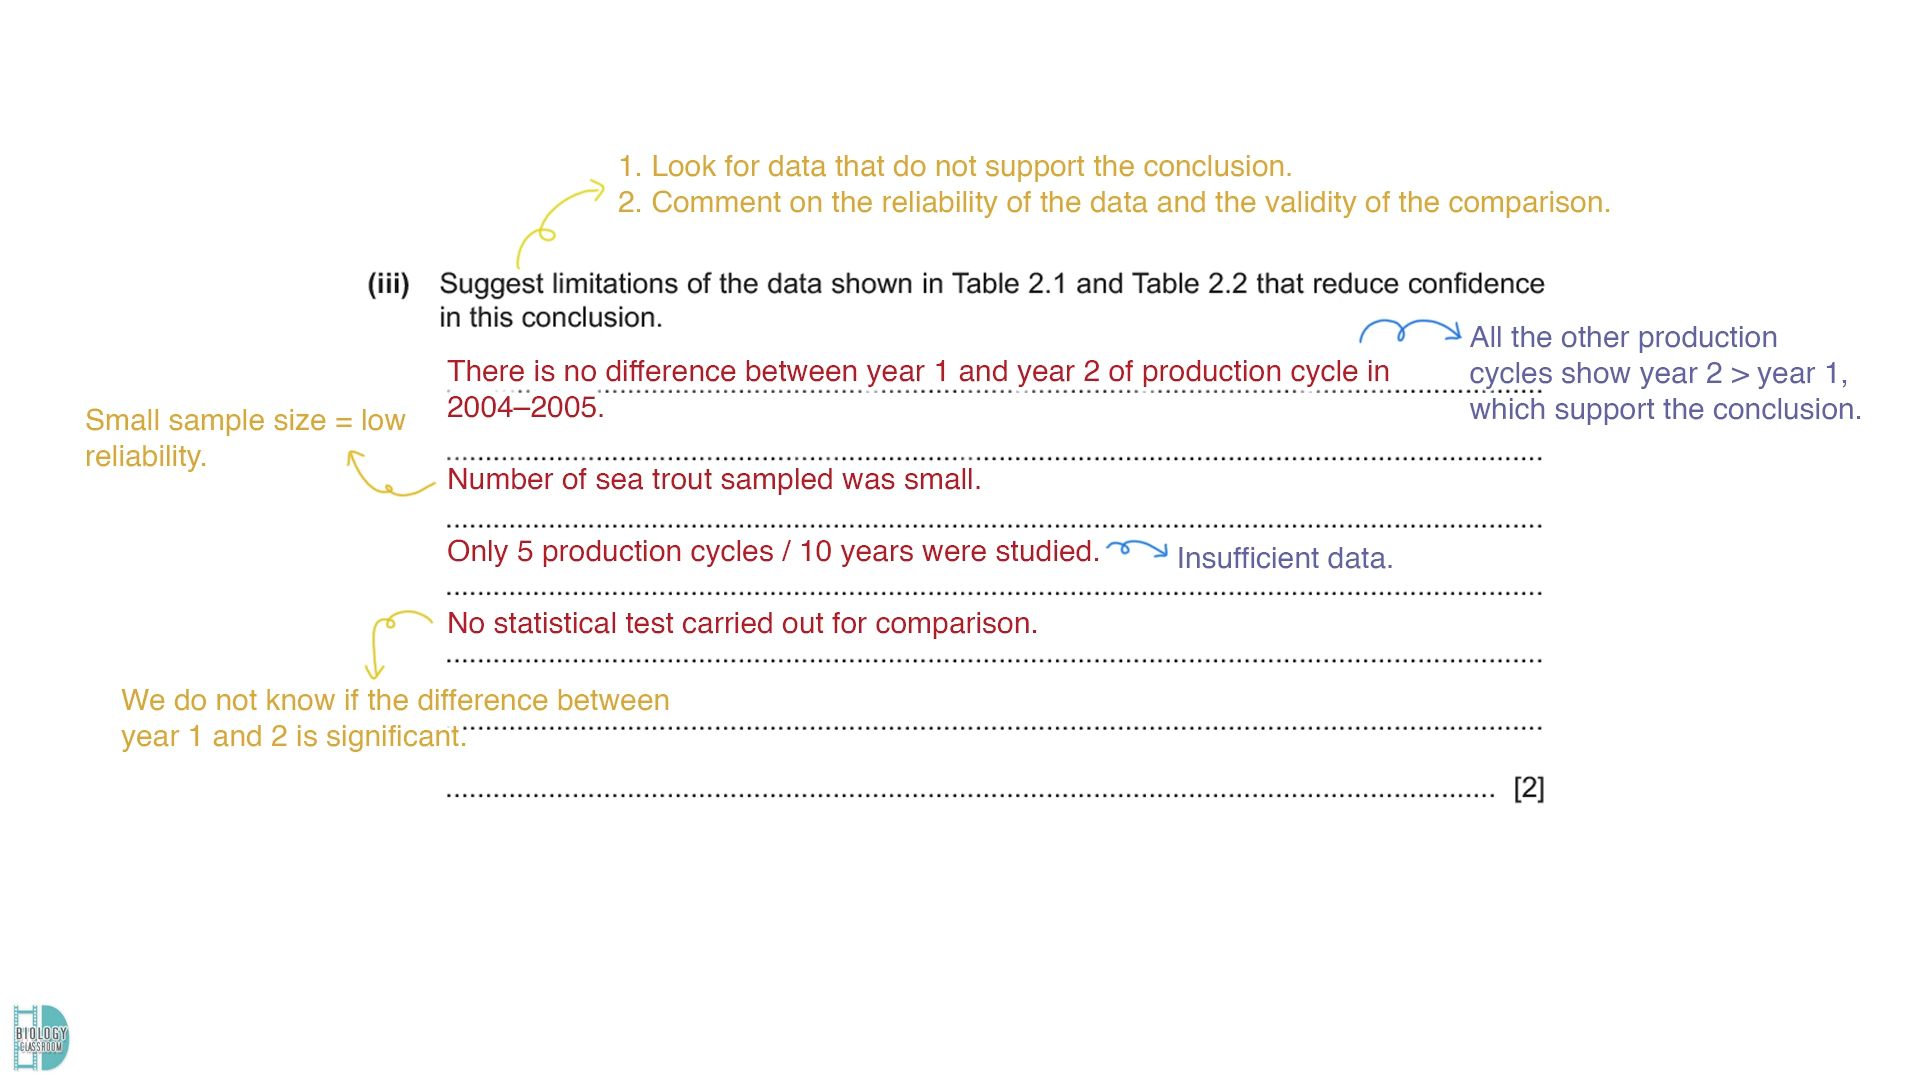 1. Look for data that do not support the conclusion.
2. Comment on the reliability of the data and the validity of the comparison.
(iii) Suggest limitations of the data shown in Table 2.1 and Table 2.2 that reduce confidence
in this conclusion.
All the other production
cycles show year 2 > year 1,
which support the conclusion.
There is no difference between year 1 and year 2 of production cycle in
2004–2005.
Small sample size = low
reliability.
Number of sea trout sampled was small.
Only 5 production cycles / 10 years were studied.
Insufficient data.
No statistical test carried out for comparison.
We do not know if the difference between
year 1 and 2 is significant.
[2]
BIOLOGY
CLASSROOM